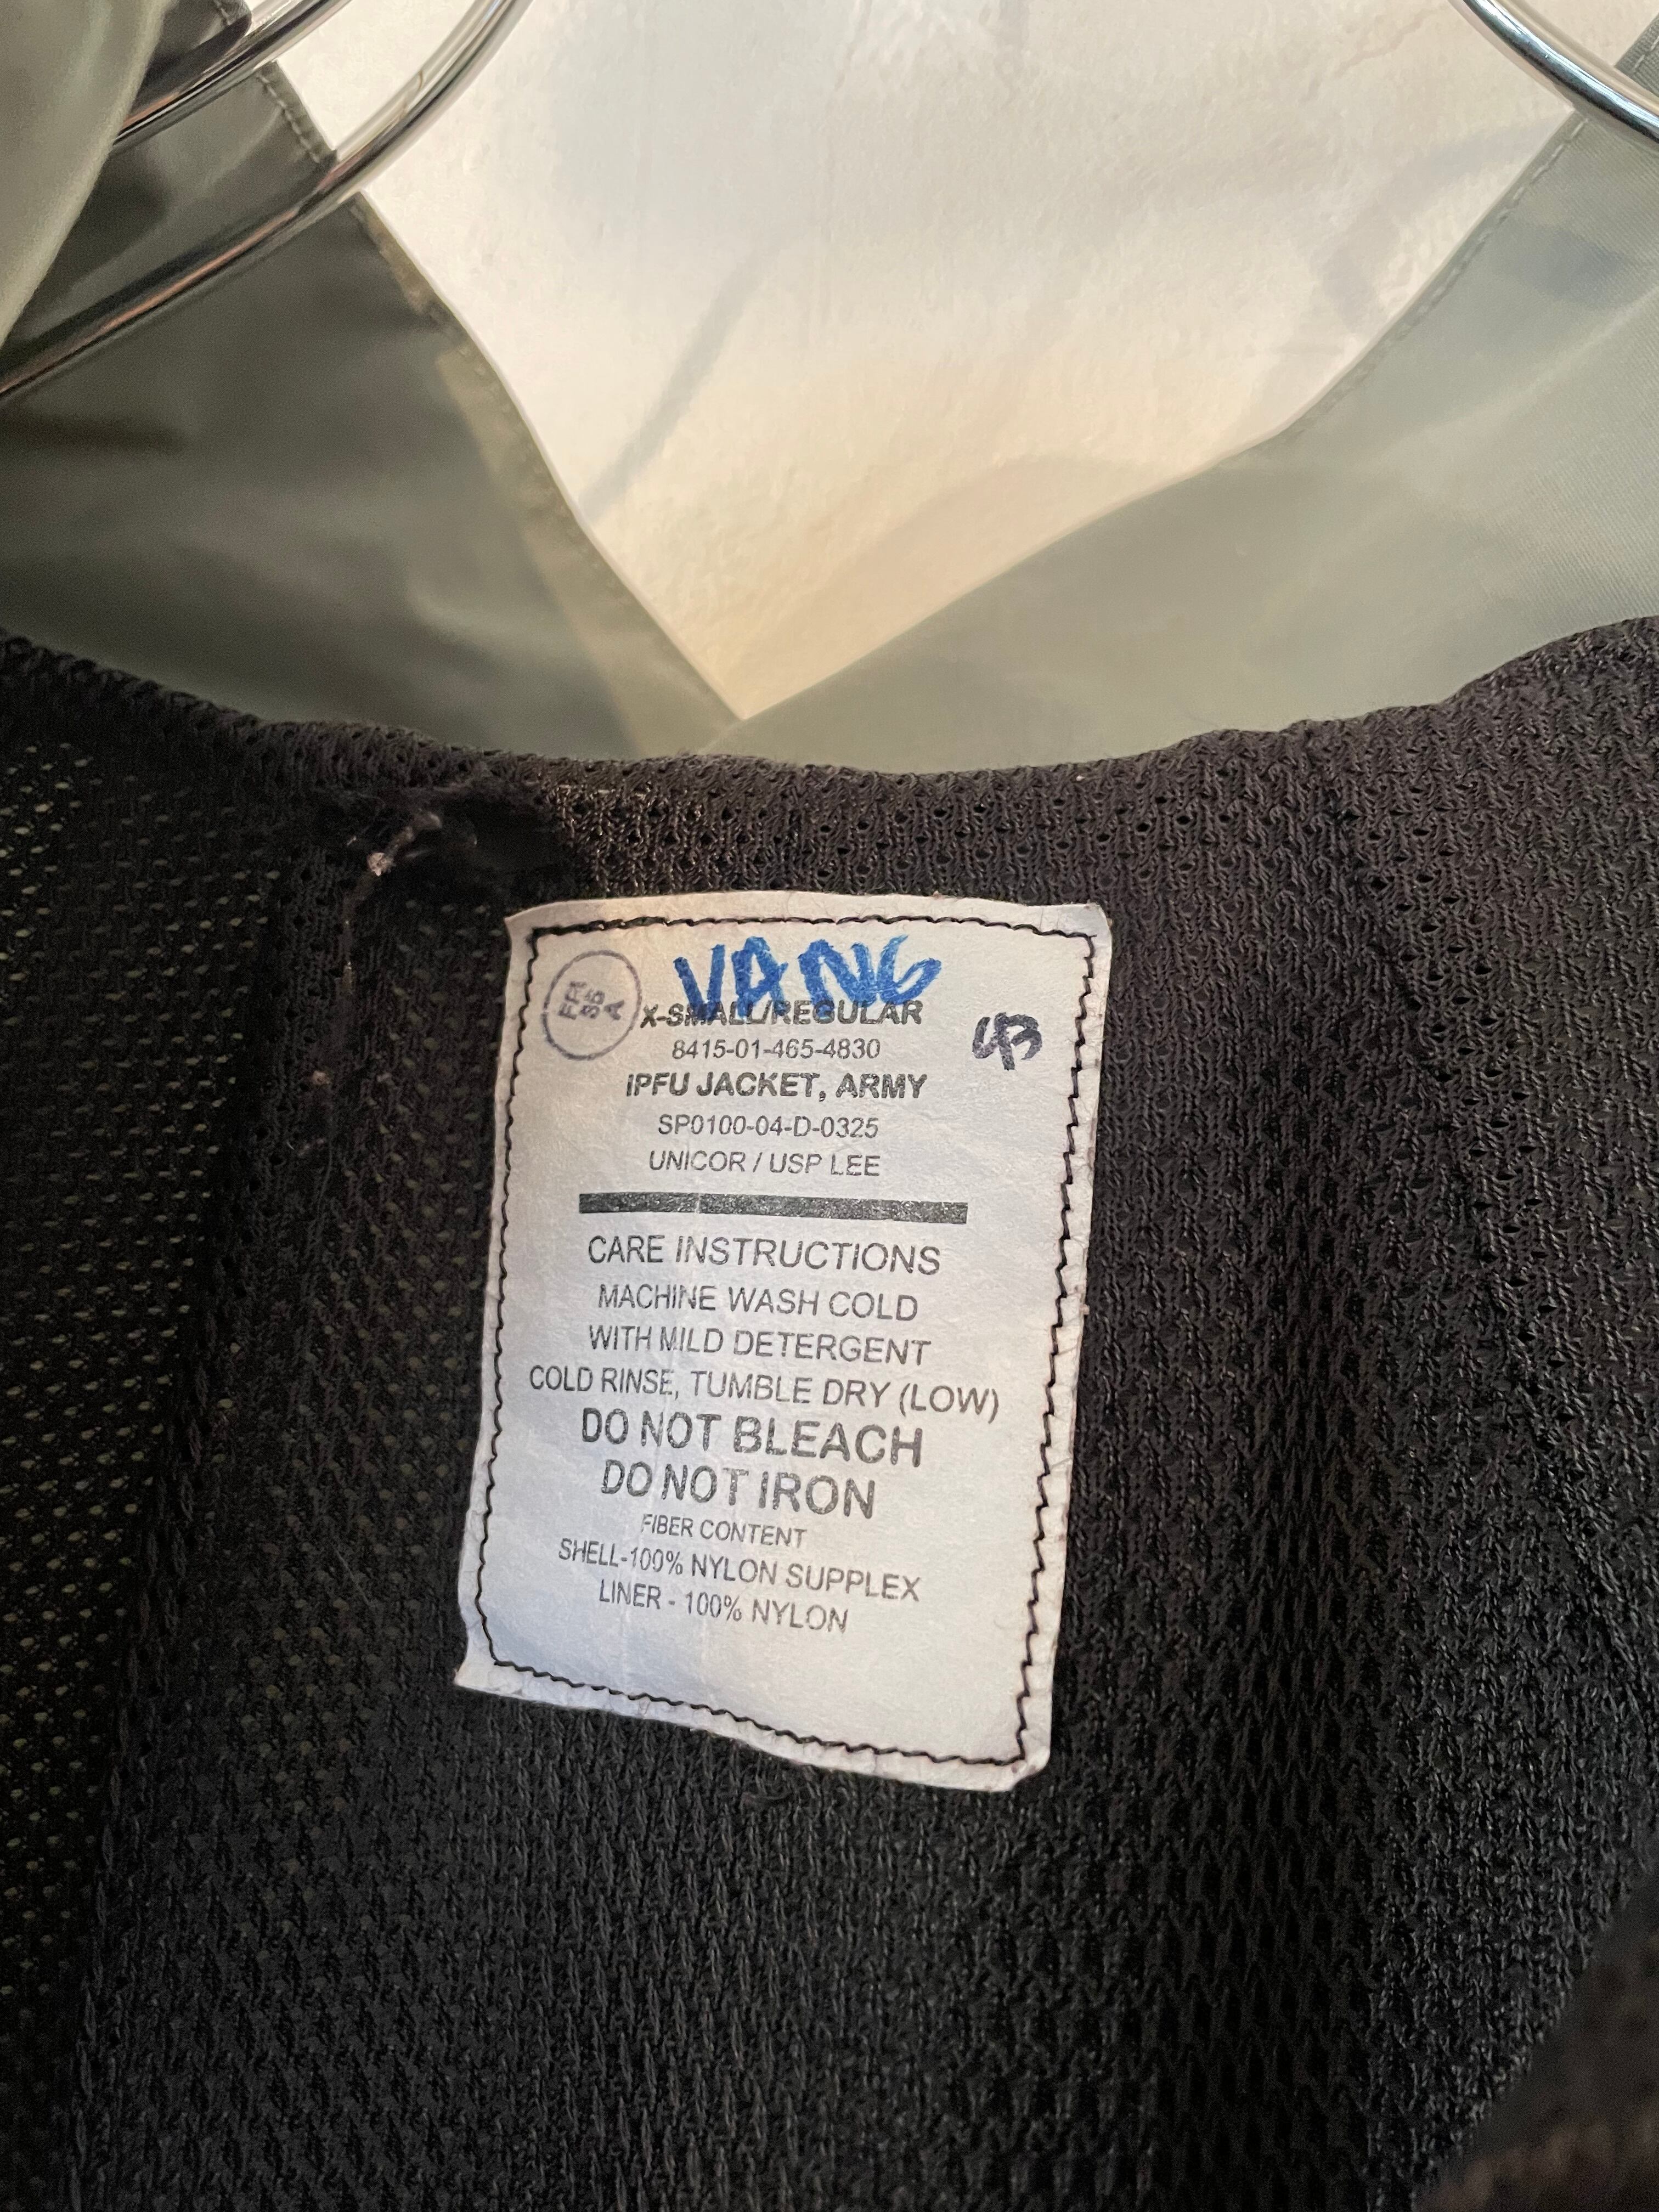 VANG
X-SMALL/REGULAR
8415-01-465-4830
IPFU JACKET, ARMY
SP0100-04-D-0325
UNICOR / USP LEE
CARE INSTRUCTIONS
MACHINE WASH COLD
WITH MILD DETERGENT
COLD RINSE, TUMBLE DRY (LOW)
DO NOT BLEACH
DO NOT IRON
FIBER CONTENT
SHELL-100% NYLON SUPPLEX
LINER - 100% NYLON